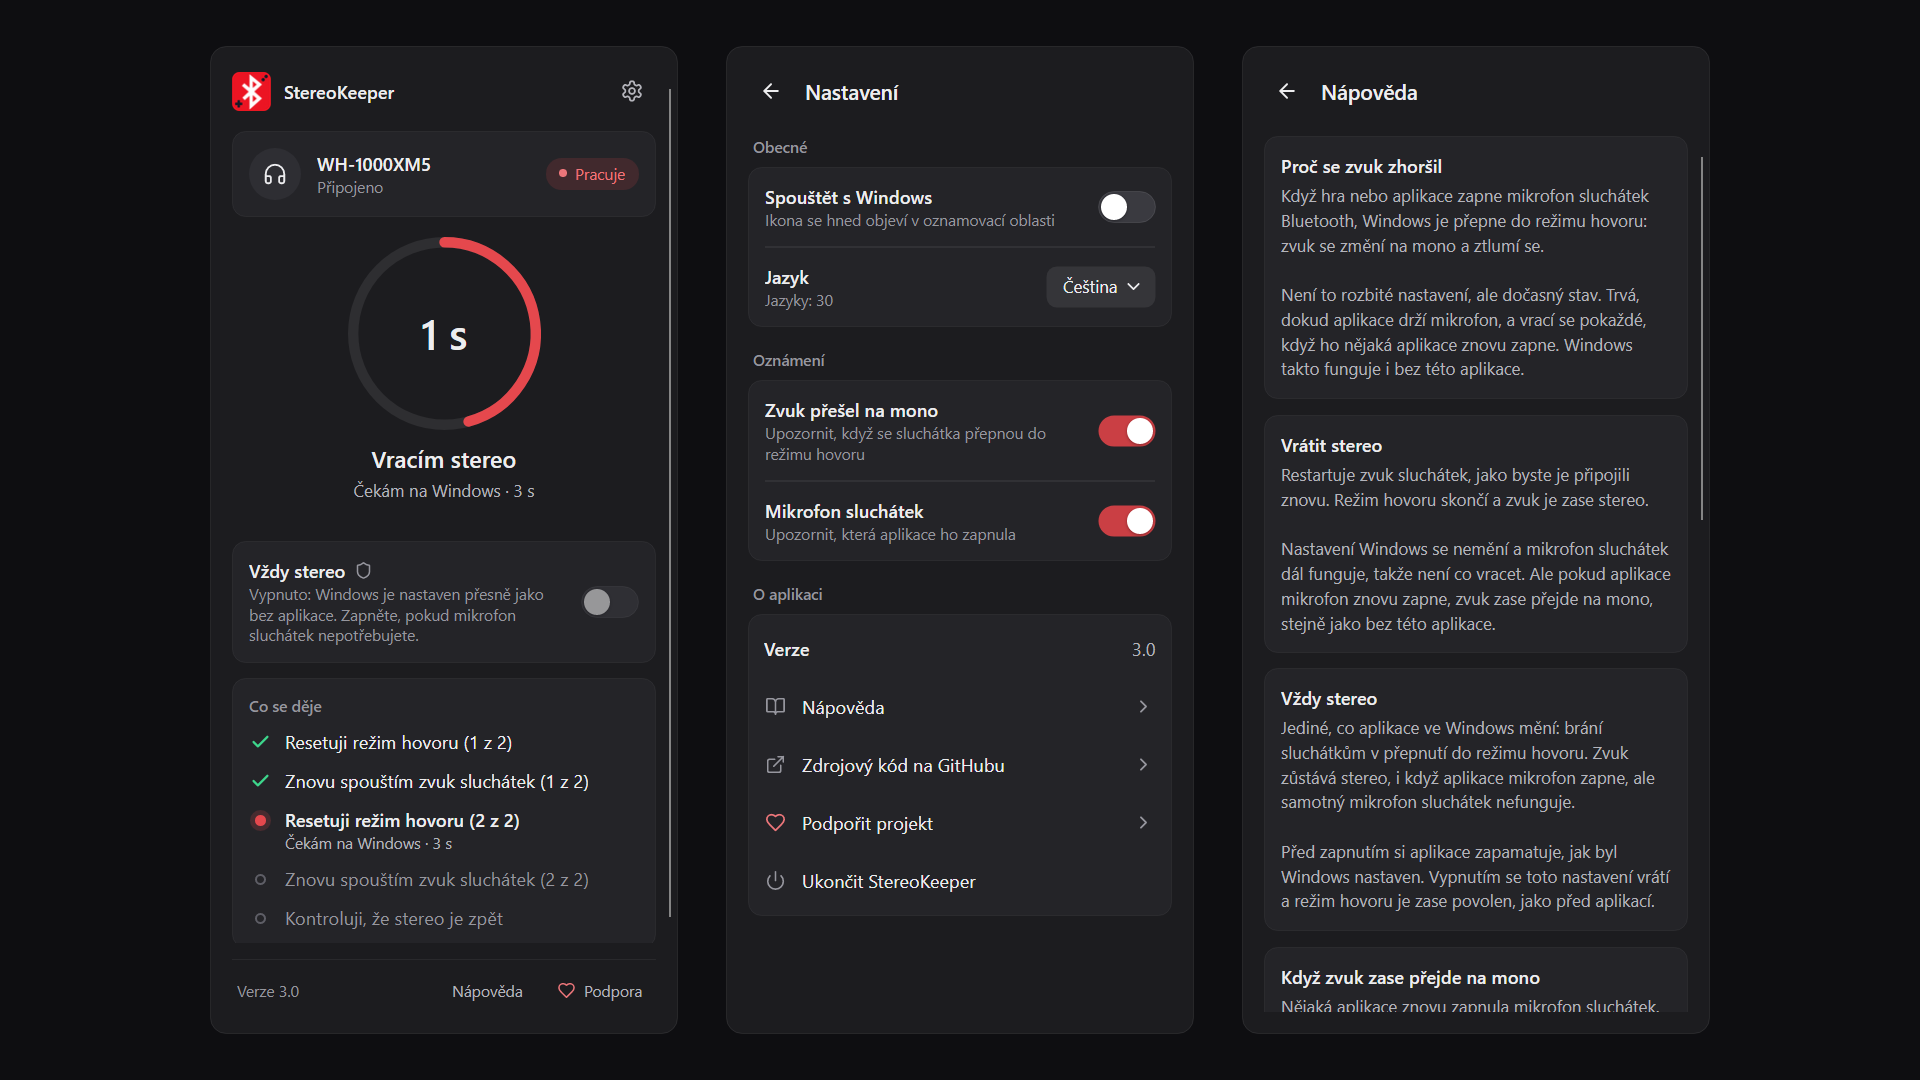 StereoKeeper
WH-1000XM5
Připojeno
Pracuje
1 s
Vracím stereo
Čekám na Windows · 3 s
Vždy stereo
Vypnuto: Windows je nastaven přesně jako
bez aplikace. Zapněte, pokud mikrofon
sluchátek nepotřebujete.
Co se děje
Resetuji režim hovoru (1 z 2)
Znovu spouštím zvuk sluchátek (1 z 2)
Resetuji režim hovoru (2 z 2)
Čekám na Windows · 3 s
Znovu spouštím zvuk sluchátek (2 z 2)
Kontroluji, že stereo je zpět
Verze 3.0
Nápověda
Podpora
Nastavení
Obecné
Spouštět s Windows
Ikona se hned objeví v oznamovací oblasti
Jazyk
Jazyky: 30
Čeština
Oznámení
Zvuk přešel na mono
Upozornit, když se sluchátka přepnou do
režimu hovoru
Mikrofon sluchátek
Upozornit, která aplikace ho zapnula
O aplikaci
Verze
3.0
Nápověda
Zdrojový kód na GitHubu
Podpořit projekt
Ukončit StereoKeeper
Nápověda
Proč se zvuk zhoršil
Když hra nebo aplikace zapne mikrofon sluchátek
Bluetooth, Windows je přepne do režimu hovoru:
zvuk se změní na mono a ztlumí se.
Není to rozbité nastavení, ale dočasný stav. Trvá,
dokud aplikace drží mikrofon, a vrací se pokaždé,
když ho nějaká aplikace znovu zapne. Windows
takto funguje i bez této aplikace.
Vrátit stereo
Restartuje zvuk sluchátek, jako byste je připojili
znovu. Režim hovoru skončí a zvuk je zase stereo.
Nastavení Windows se nemění a mikrofon sluchátek
dál funguje, takže není co vracet. Ale pokud aplikace
mikrofon znovu zapne, zvuk zase přejde na mono,
stejně jako bez této aplikace.
Vždy stereo
Jediné, co aplikace ve Windows mění: brání
sluchátkům v přepnutí do režimu hovoru. Zvuk
zůstává stereo, i když aplikace mikrofon zapne, ale
samotný mikrofon sluchátek nefunguje.
Před zapnutím si aplikace zapamatuje, jak byl
Windows nastaven. Vypnutím se toto nastavení vrátí
a režim hovoru je zase povolen, jako před aplikací.
Když zvuk zase přejde na mono
Nějaká aplikace znovu zapnula mikrofon sluchátek.